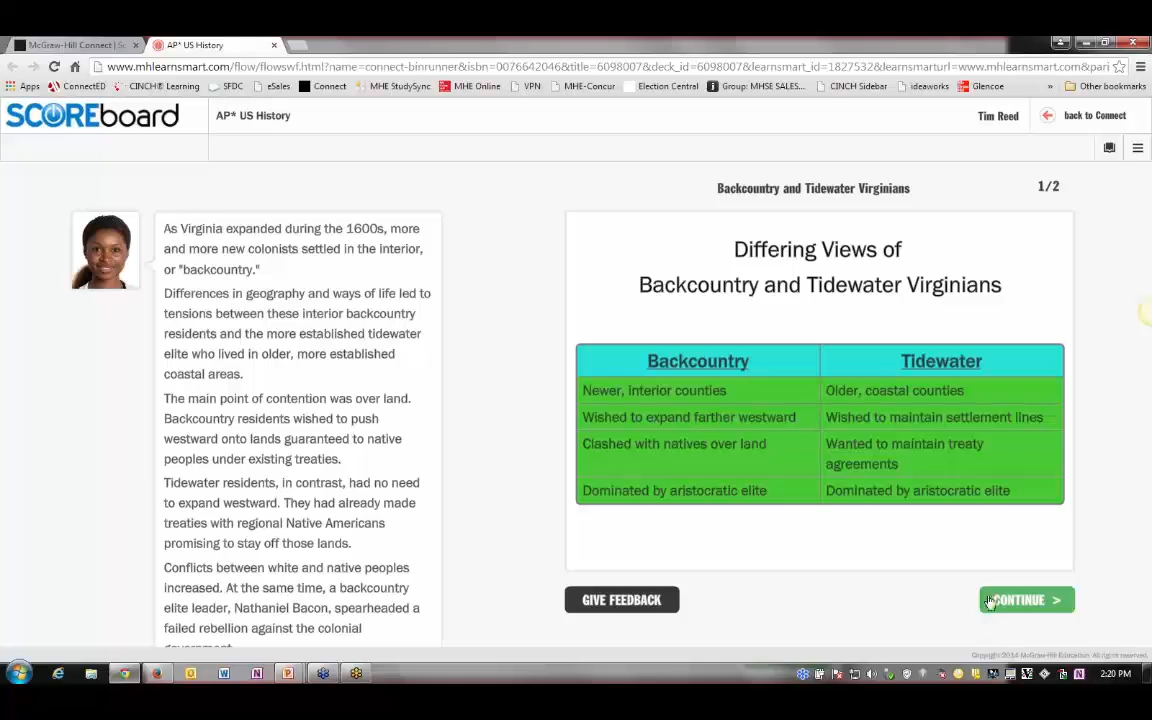 McGraw-Hill Connect | Sc
AP* US History
www.mhlearnsmart.com/flow/flowswf.html?name=connect-binrunner&isbn=0076642046&title=6098007&deck_id=6098007&learnsmart_id=1827532&learnsmarturl=www.mhlearnsmart.com&pari
Apps ConnectED CINCH® Learning SFDC eSales Connect MHE StudySync MHE Online VPN MHE-Concur Election Central Group: MHSE SALES... CINCH Sidebar ideaworks Glencoe » Other bookmarks
SCOREboard
AP* US History
Tim Reed
back to Connect
Backcountry and Tidewater Virginians
1/2
As Virginia expanded during the 1600s, more
and more new colonists settled in the interior,
or "backcountry."
Differences in geography and ways of life led to
tensions between these interior backcountry
residents and the more established tidewater
elite who lived in older, more established
coastal areas.
The main point of contention was over land.
Backcountry residents wished to push
westward onto lands guaranteed to native
peoples under existing treaties.
Tidewater residents, in contrast, had no need
to expand westward. They had already made
treaties with regional Native Americans
promising to stay off those lands.
Conflicts between white and native peoples
increased. At the same time, a backcountry
elite leader, Nathaniel Bacon, spearheaded a
failed rebellion against the colonial
Differing Views of
Backcountry and Tidewater Virginians
Backcountry Tidewater
Newer, interior counties Older, coastal counties
Wished to expand farther westward Wished to maintain settlement lines
Clashed with natives over land Wanted to maintain treaty
agreements
Dominated by aristocratic elite Dominated by aristocratic elite
GIVE FEEDBACK
CONTINUE >
Copyright 2014 McGraw-Hill Education. All rights reserved.
2:20 PM